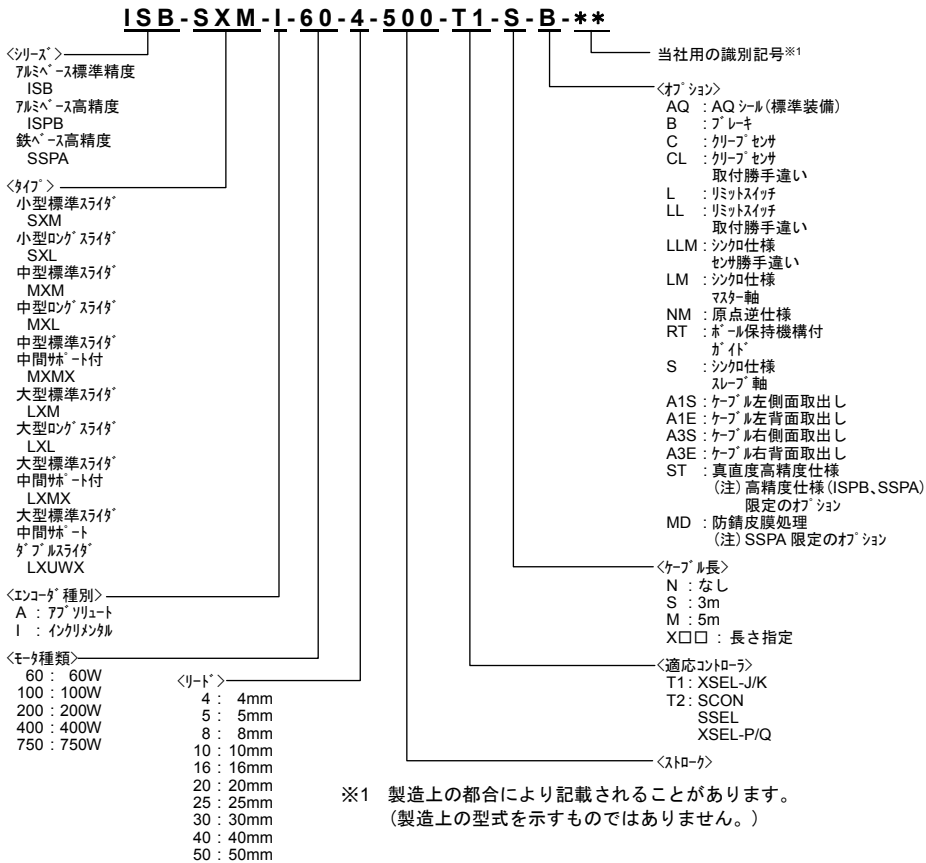 ISB-SXM-I-60-4-500-T1-S-B-**
〈シリーズ〉
アルミベース標準精度
ISB
アルミベース高精度
ISPB
鉄ベース高精度
SSPA
〈タイプ〉
小型標準スライダ
SXM
小型ロングスライダ
SXL
中型標準スライダ
MXM
中型ロングスライダ
MXL
中型標準スライダ
中間サポート付
MXMX
大型標準スライダ
LXM
大型ロングスライダ
LXL
大型標準スライダ
中間サポート付
LXMX
大型標準スライダ
中間サポート
ダブルスライダ
LXUWX
〈エンコーダ種別〉
A : アブソリュート
I : インクリメンタル
〈モータ種類〉
60 : 60W
100 : 100W
200 : 200W
400 : 400W
750 : 750W
〈リード〉
4 : 4mm
5 : 5mm
8 : 8mm
10 : 10mm
16 : 16mm
20 : 20mm
25 : 25mm
30 : 30mm
40 : 40mm
50 : 50mm
当社用の識別記号※1
〈オプション〉
AQ : AQシール(標準装備)
B : ブレーキ
C : クリープセンサ
CL : クリープセンサ
取付勝手違い
L : リミットスイッチ
LL : リミットスイッチ
取付勝手違い
LLM : シンクロ仕様
センサ勝手違い
LM : シンクロ仕様
マスター軸
NM : 原点逆仕様
RT : ボール保持機構付
ガイド
S : シンクロ仕様
スレーブ軸
A1S : ケーブル左側面取出し
A1E : ケーブル左背面取出し
A3S : ケーブル右側面取出し
A3E : ケーブル右背面取出し
ST : 真直度高精度仕様
(注) 高精度仕様(ISPB、SSPA)
限定のオプション
MD : 防錆皮膜処理
(注) SSPA 限定のオプション
〈ケーブル長〉
N : なし
S : 3m
M : 5m
X□□ : 長さ指定
〈適応コントローラ〉
T1 : XSEL-J/K
T2 : SCON
SSEL
XSEL-P/Q
〈ストローク〉
※1 製造上の都合により記載されることがあります。
(製造上の型式を示すものではありません。)